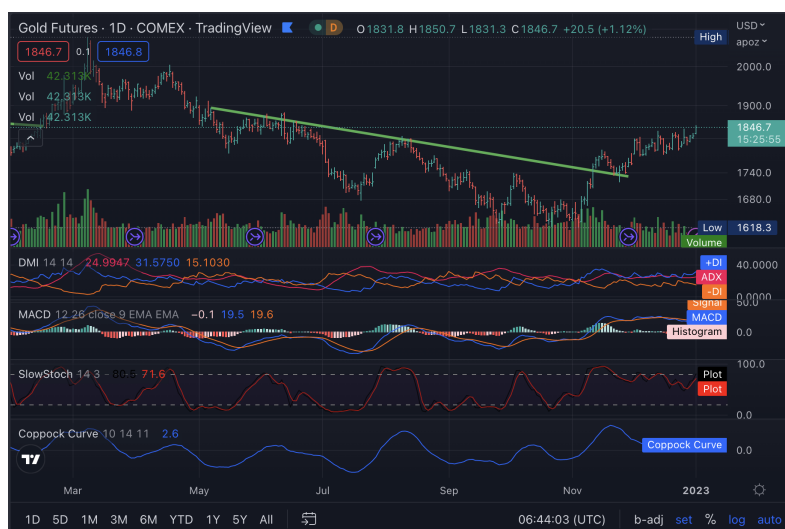 Gold Futures · 1D · COMEX · TradingView D O1831.8 H1850.7 L1831.3 C1846.7 +20.5 (+1.12%)
USD
apoz
High
1846.7 0.1 1846.8
2000.0
Vol 42.313K
Vol 42.313K
1900.0
Vol 42.313K
1846.7
15:25:55
1740.0
1680.0
Low 1618.3
Volume
DMI 14 14 24.9947 31.5750 15.1030
+DI
40.0000
ADX
-DI
0.0000
Signal
50.0
MACD 12 26 close 9 EMA EMA −0.1 19.5 19.6
MACD
Histogram
0.0
SlowStoch 14 3 80.5 71.6
100.0
Plot
Plot
0.0
Coppock Curve 10 14 11 2.6
Coppock Curve
0.0
Mar May Jul Sep Nov 2023
1D 5D 1M 3M 6M YTD 1Y 5Y All 06:44:03 (UTC) b-adj set % log auto